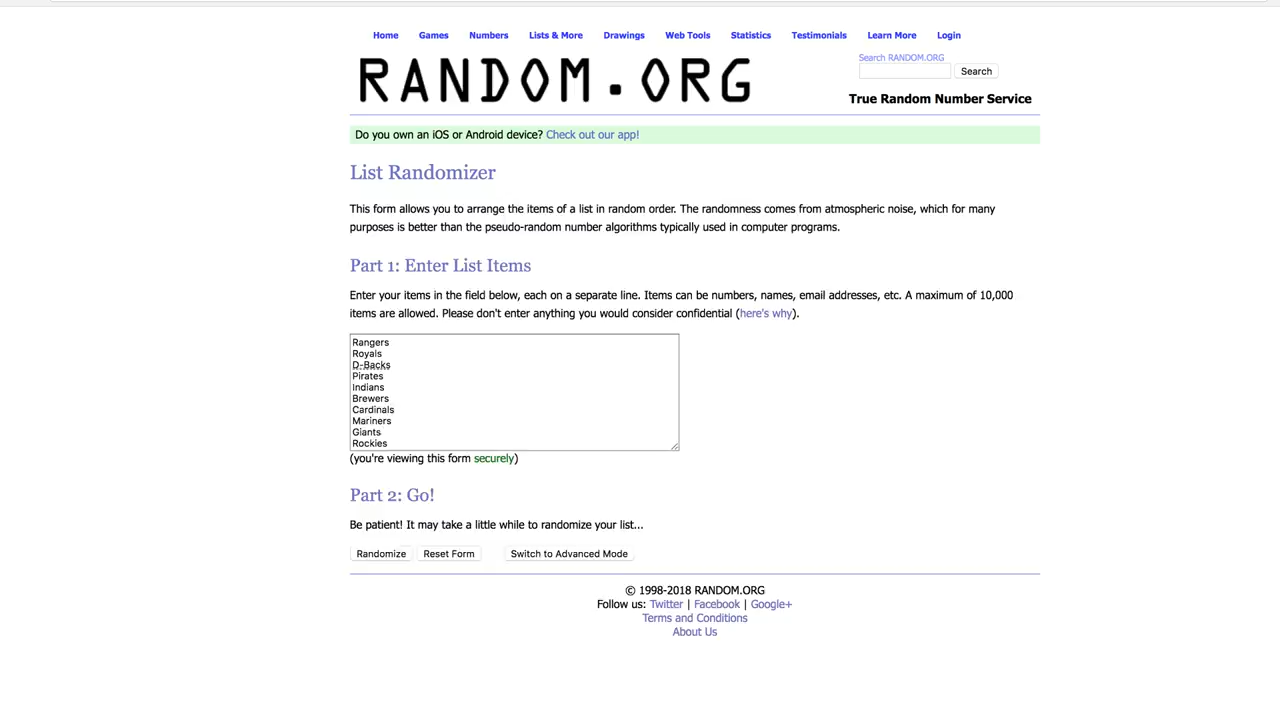 Home Games Numbers Lists & More Drawings Web Tools Statistics Testimonials Learn More Login
RANDOM.ORG
Search RANDOM.ORG
Search
True Random Number Service
Do you own an iOS or Android device? Check out our app!
List Randomizer
This form allows you to arrange the items of a list in random order. The randomness comes from atmospheric noise, which for many
purposes is better than the pseudo-random number algorithms typically used in computer programs.
Part 1: Enter List Items
Enter your items in the field below, each on a separate line. Items can be numbers, names, email addresses, etc. A maximum of 10,000
items are allowed. Please don't enter anything you would consider confidential (here's why).
Rangers
Royals
D-Backs
Pirates
Indians
Brewers
Cardinals
Mariners
Giants
Rockies
(you're viewing this form securely)
Part 2: Go!
Be patient! It may take a little while to randomize your list...
Randomize Reset Form Switch to Advanced Mode
© 1998-2018 RANDOM.ORG
Follow us: Twitter | Facebook | Google+
Terms and Conditions
About Us